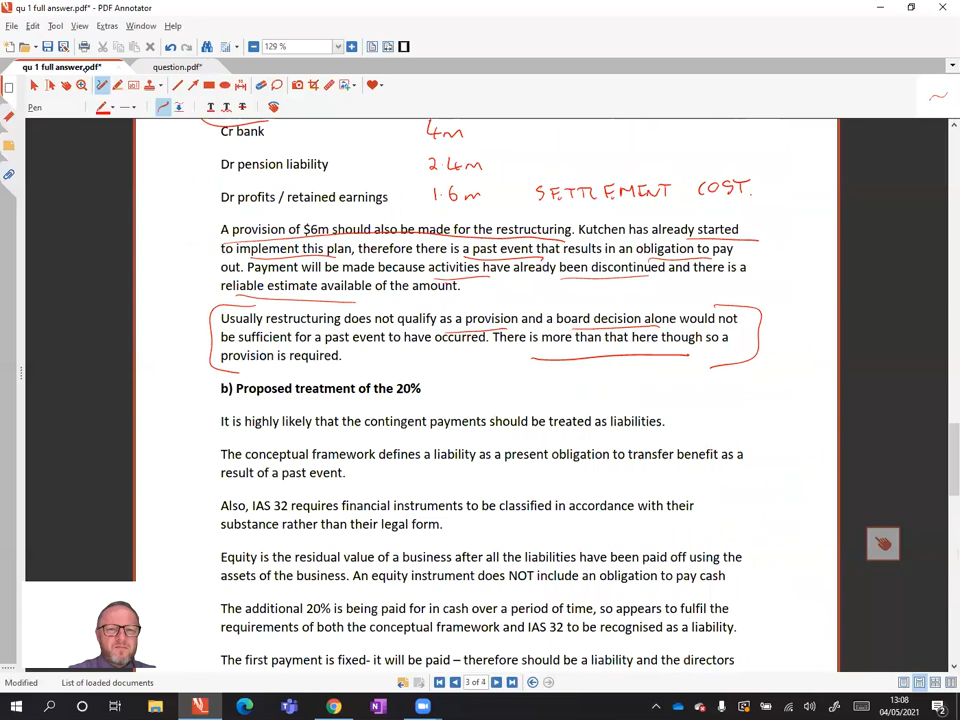 qu 1 full answer.pdf* - PDF Annotator
File Edit Tool View Extras Window Help
129 %
qu 1 full answer.pdf* question.pdf*
Pen
Cr bank 4m
Dr pension liability 2.4m
Dr profits / retained earnings 1.6m SETTLEMENT COST.
A provision of $6m should also be made for the restructuring. Kutchen has already started
to implement this plan, therefore there is a past event that results in an obligation to pay
out. Payment will be made because activities have already been discontinued and there is a
reliable estimate available of the amount.
Usually restructuring does not qualify as a provision and a board decision alone would not
be sufficient for a past event to have occurred. There is more than that here though so a
provision is required.
b) Proposed treatment of the 20%
It is highly likely that the contingent payments should be treated as liabilities.
The conceptual framework defines a liability as a present obligation to transfer benefit as a
result of a past event.
Also, IAS 32 requires financial instruments to be classified in accordance with their
substance rather than their legal form.
Equity is the residual value of a business after all the liabilities have been paid off using the
assets of the business. An equity instrument does NOT include an obligation to pay cash
The additional 20% is being paid for in cash over a period of time, so appears to fulfil the
requirements of both the conceptual framework and IAS 32 to be recognised as a liability.
The first payment is fixed- it will be paid – therefore should be a liability and the directors
Modified List of loaded documents 3 of 4
13:08
04/05/2021